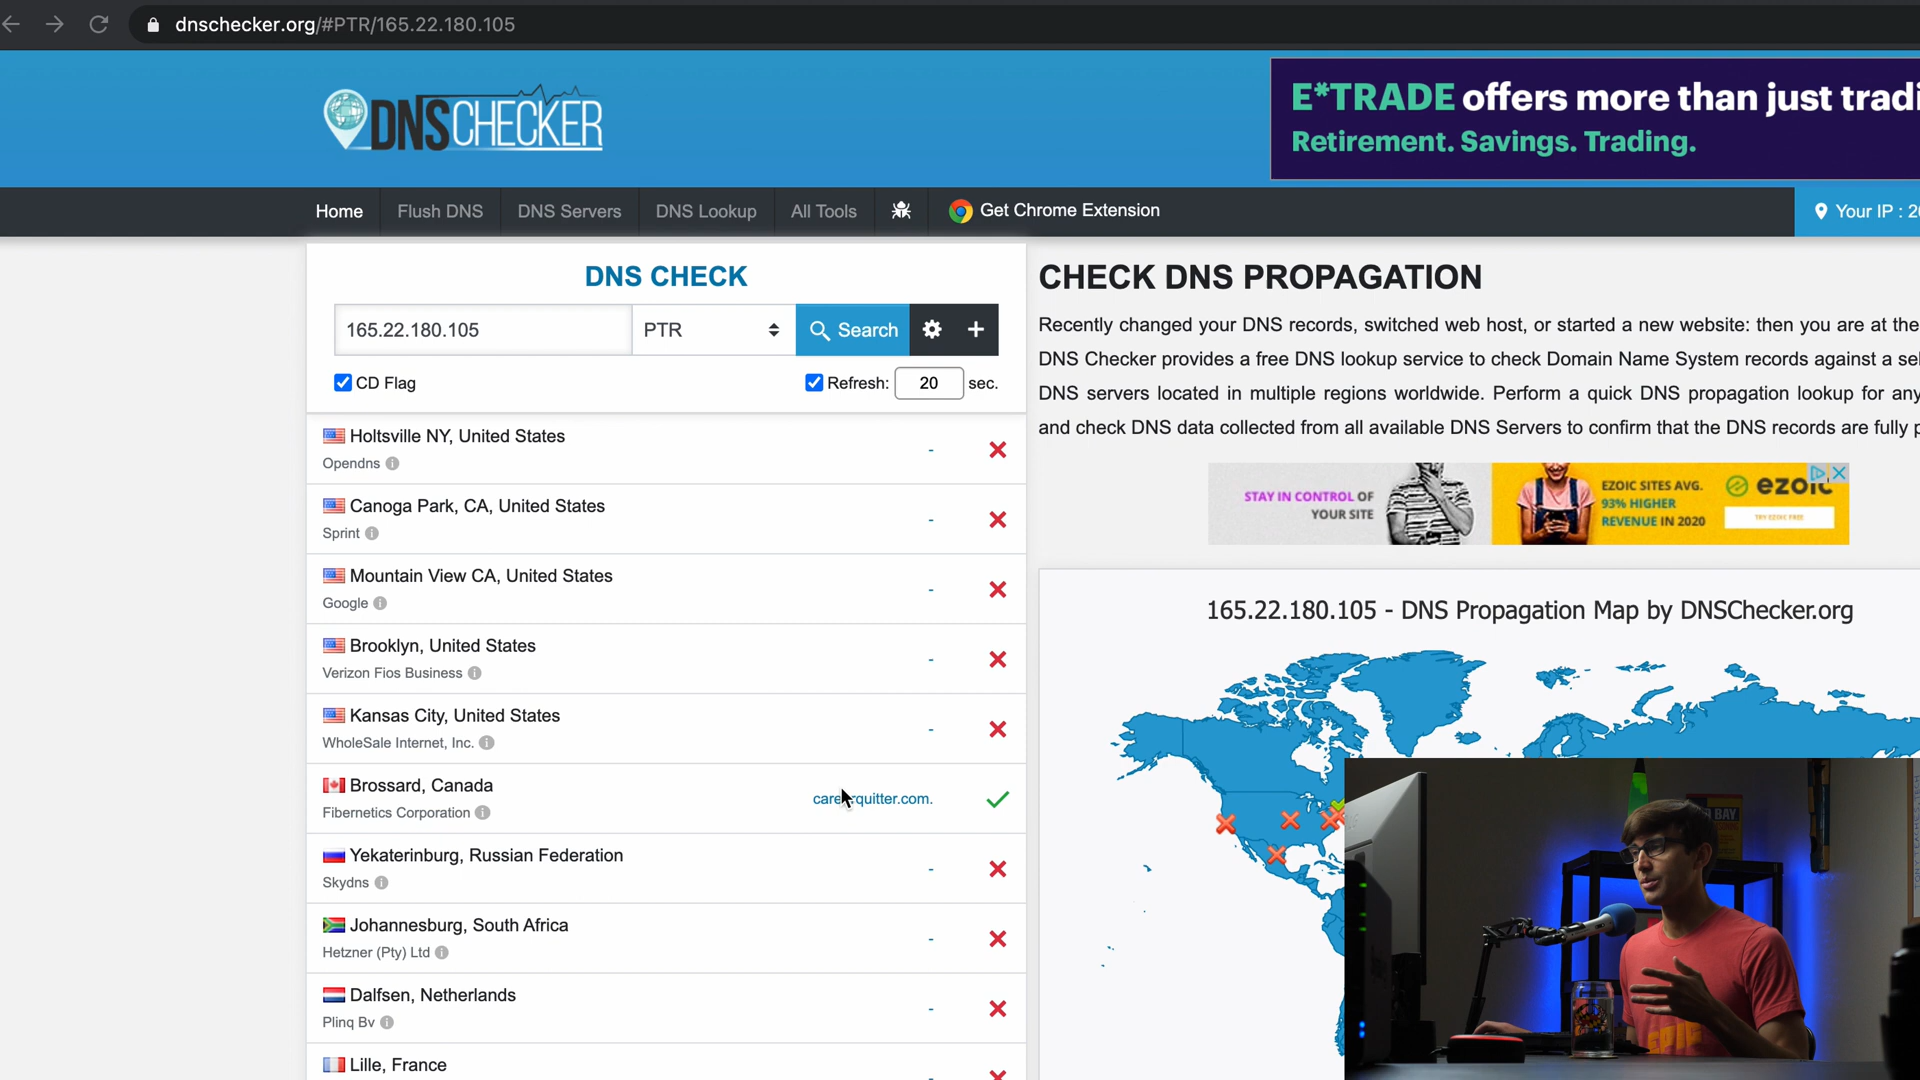 dnschecker.org/#PTR/165.22.180.105
DNSCHECKER
E*TRADE offers more than just tradi
Retirement. Savings. Trading.
Home
Flush DNS
DNS Servers
DNS Lookup
All Tools
Get Chrome Extension
Your IP : 20
DNS CHECK
165.22.180.105
PTR
Search
CD Flag
Refresh: 20 sec.
Holtsville NY, United States
Opendns
-
Canoga Park, CA, United States
Sprint
-
Mountain View CA, United States
Google
-
Brooklyn, United States
Verizon Fios Business
-
Kansas City, United States
WholeSale Internet, Inc.
-
Brossard, Canada
Fibernetics Corporation
careerquitter.com.
Yekaterinburg, Russian Federation
Skydns
-
Johannesburg, South Africa
Hetzner (Pty) Ltd
-
Dalfsen, Netherlands
Plinq Bv
-
Lille, France
CHECK DNS PROPAGATION
Recently changed your DNS records, switched web host, or started a new website: then you are at the
DNS Checker provides a free DNS lookup service to check Domain Name System records against a sel
DNS servers located in multiple regions worldwide. Perform a quick DNS propagation lookup for any
and check DNS data collected from all available DNS Servers to confirm that the DNS records are fully p
STAY IN CONTROL OF
YOUR SITE
EZOIC SITES AVG.
93% HIGHER
REVENUE IN 2020
ezoic
TRY EZOIC FREE
165.22.180.105 - DNS Propagation Map by DNSChecker.org
BAY
EPIC